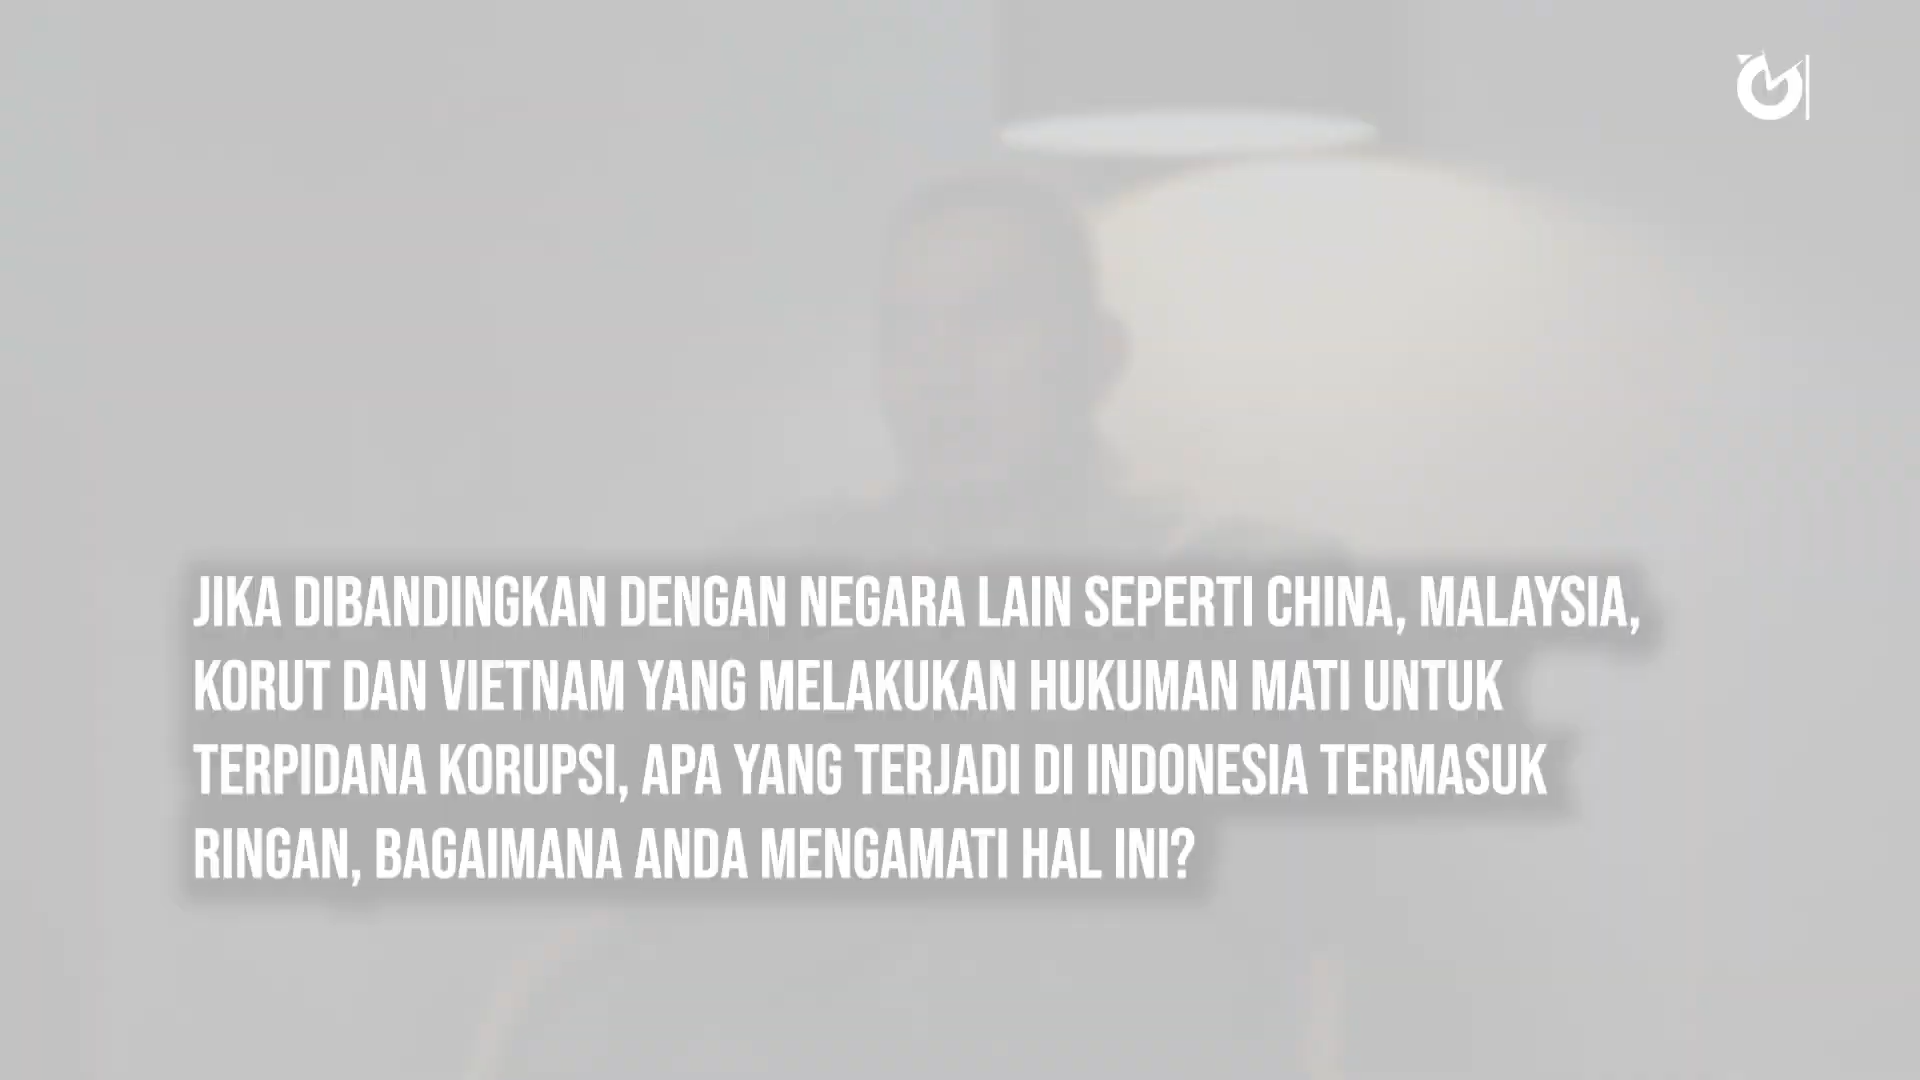 JIKA DIBANDINGKAN DENGAN NEGARA LAIN SEPERTI CHINA, MALAYSIA,
KORUT DAN VIETNAM YANG MELAKUKAN HUKUMAN MATI UNTUK
TERPIDANA KORUPSI, APA YANG TERJADI DI INDONESIA TERMASUK
RINGAN, BAGAIMANA ANDA MENGAMATI HAL INI?